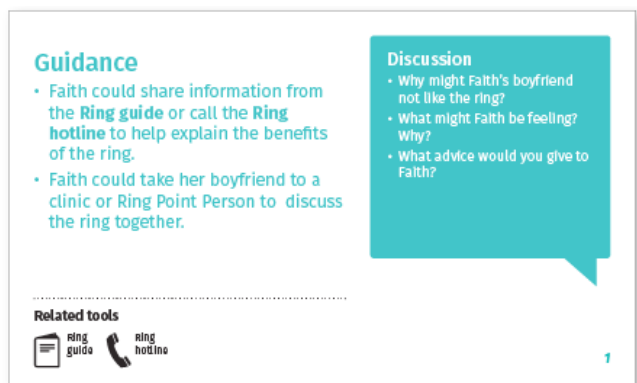 Guidance
• Faith could share information from
the Ring guide or call the Ring
hotline to help explain the benefits
of the ring.
• Faith could take her boyfriend to a
clinic or Ring Point Person to discuss
the ring together.
Discussion
• Why might Faith's boyfriend
not like the ring?
• What might Faith be feeling?
Why?
• What advice would you give to
Faith?
Related tools
Ring
guide
Ring
hotline
1